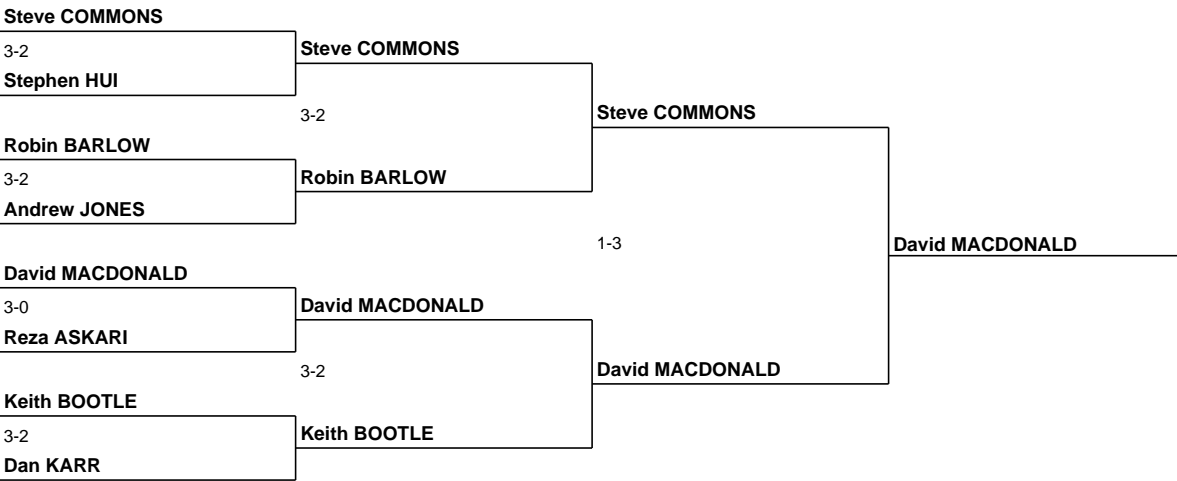 Steve COMMONS
3-2
Stephen HUI
Robin BARLOW
3-2
Andrew JONES
David MACDONALD
3-0
Reza ASKARI
Keith BOOTLE
3-2
Dan KARR
Steve COMMONS
3-2
Robin BARLOW
David MACDONALD
3-2
Keith BOOTLE
Steve COMMONS
1-3
David MACDONALD
David MACDONALD